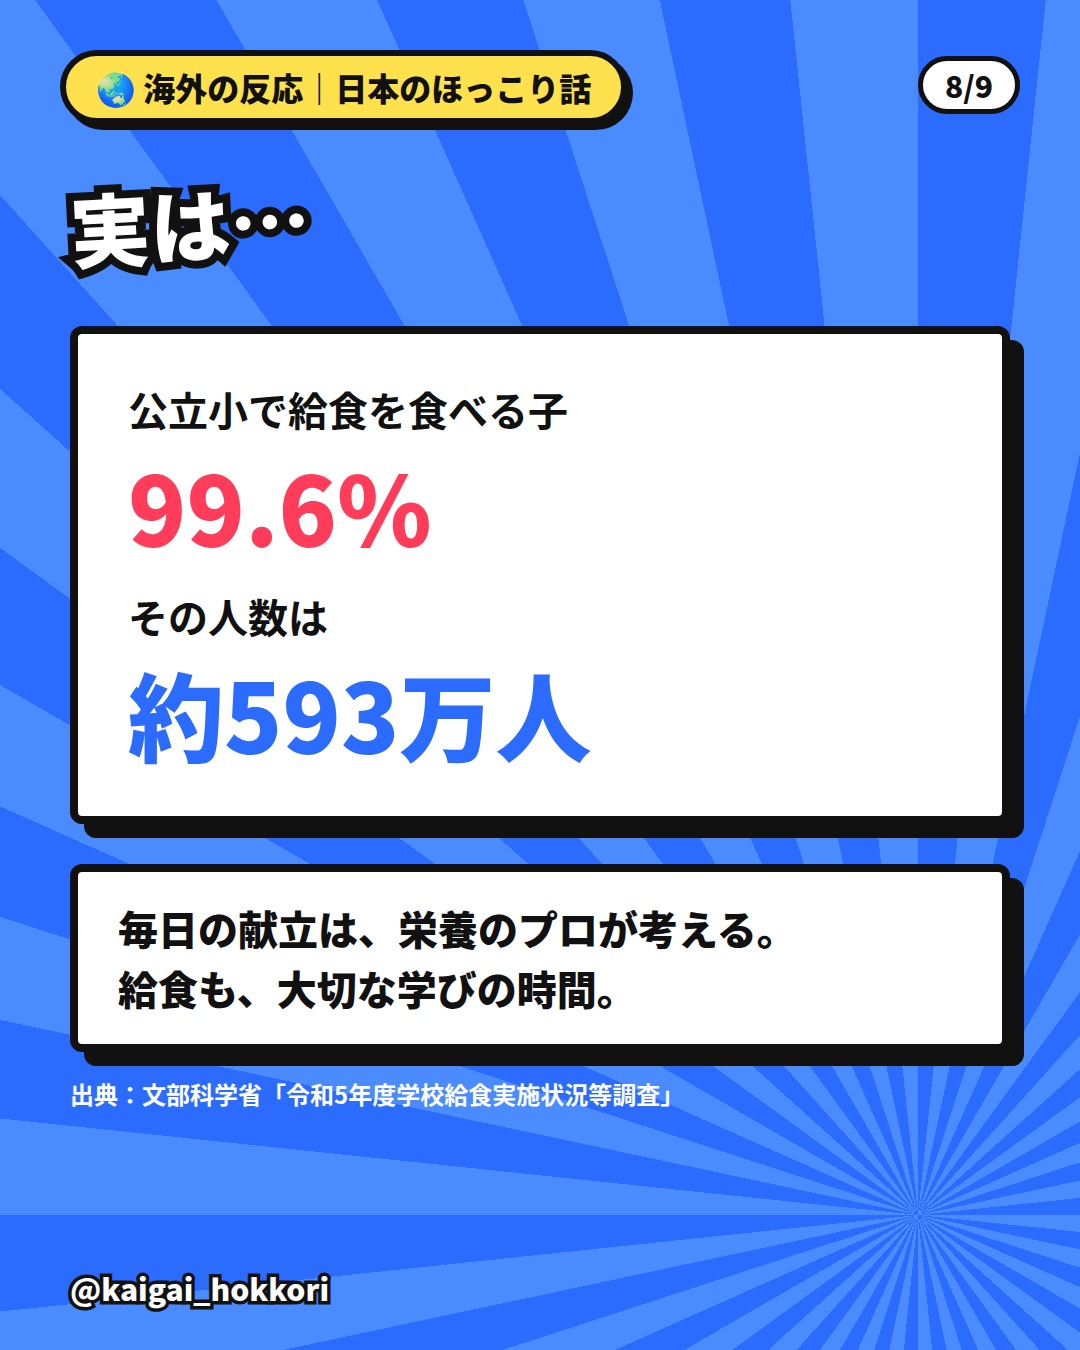 🌏 海外の反応｜日本のほっこり話
8/9
実は…
公立小で給食を食べる子
99.6%
その人数は
約593万人
毎日の献立は、栄養のプロが考える。
給食も、大切な学びの時間。
出典：文部科学省「令和5年度学校給食実施状況等調査」
@kaigai_hokkori